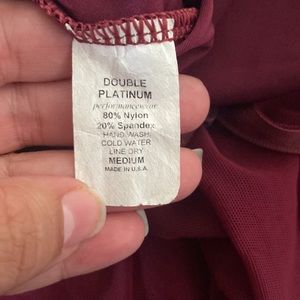 DOUBLE
PLATINUM
performancewear
80% Nylon
20% Spandex
HAND WASH
COLD WATER
LINE DRY
MEDIUM
MADE IN U.S.A.